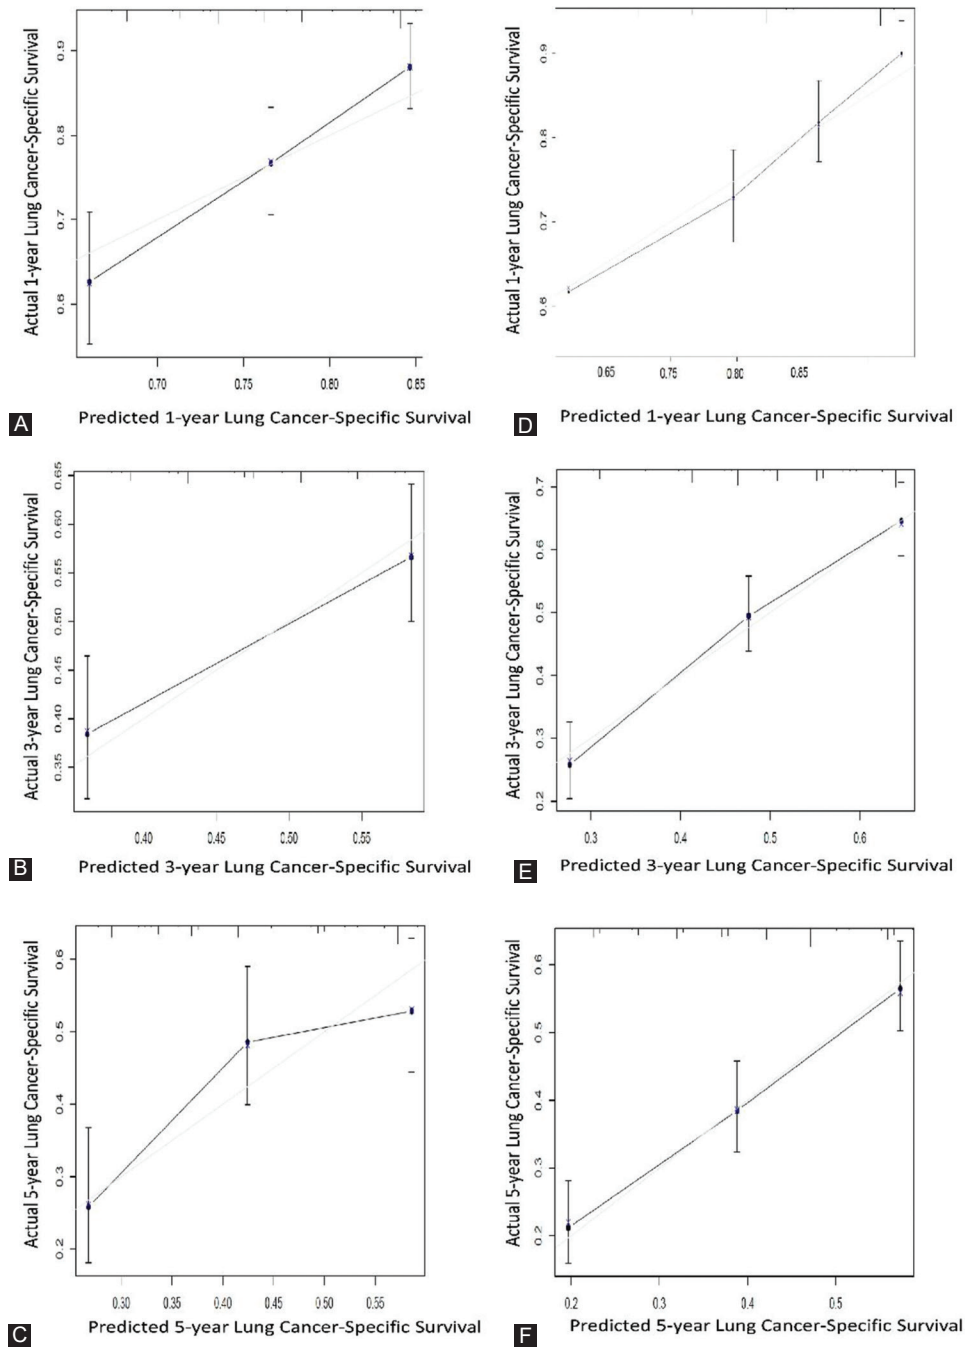 Actual 1-year Lung Cancer-Specific Survival
0.9
0.8
0.7
0.6
0.70 0.75 0.80 0.85
A
Predicted 1-year Lung Cancer-Specific Survival
Actual 1-year Lung Cancer-Specific Survival
0.9
0.8
0.7
0.6
0.65 0.75 0.80 0.85
D
Predicted 1-year Lung Cancer-Specific Survival
Actual 3-year Lung Cancer-Specific Survival
0.65
0.60
0.55
0.50
0.45
0.40
0.35
0.40 0.45 0.50 0.55
B
Predicted 3-year Lung Cancer-Specific Survival
Actual 3-year Lung Cancer-Specific Survival
0.7
0.6
0.5
0.4
0.3
0.2
0.3 0.4 0.5 0.6
E
Predicted 3-year Lung Cancer-Specific Survival
Actual 5-year Lung Cancer-Specific Survival
0.6
0.5
0.4
0.3
0.2
0.30 0.35 0.40 0.45 0.50 0.55
C
Predicted 5-year Lung Cancer-Specific Survival
Actual 5-year Lung Cancer-Specific Survival
0.6
0.5
0.4
0.3
0.2
0.2 0.3 0.4 0.5
F
Predicted 5-year Lung Cancer-Specific Survival